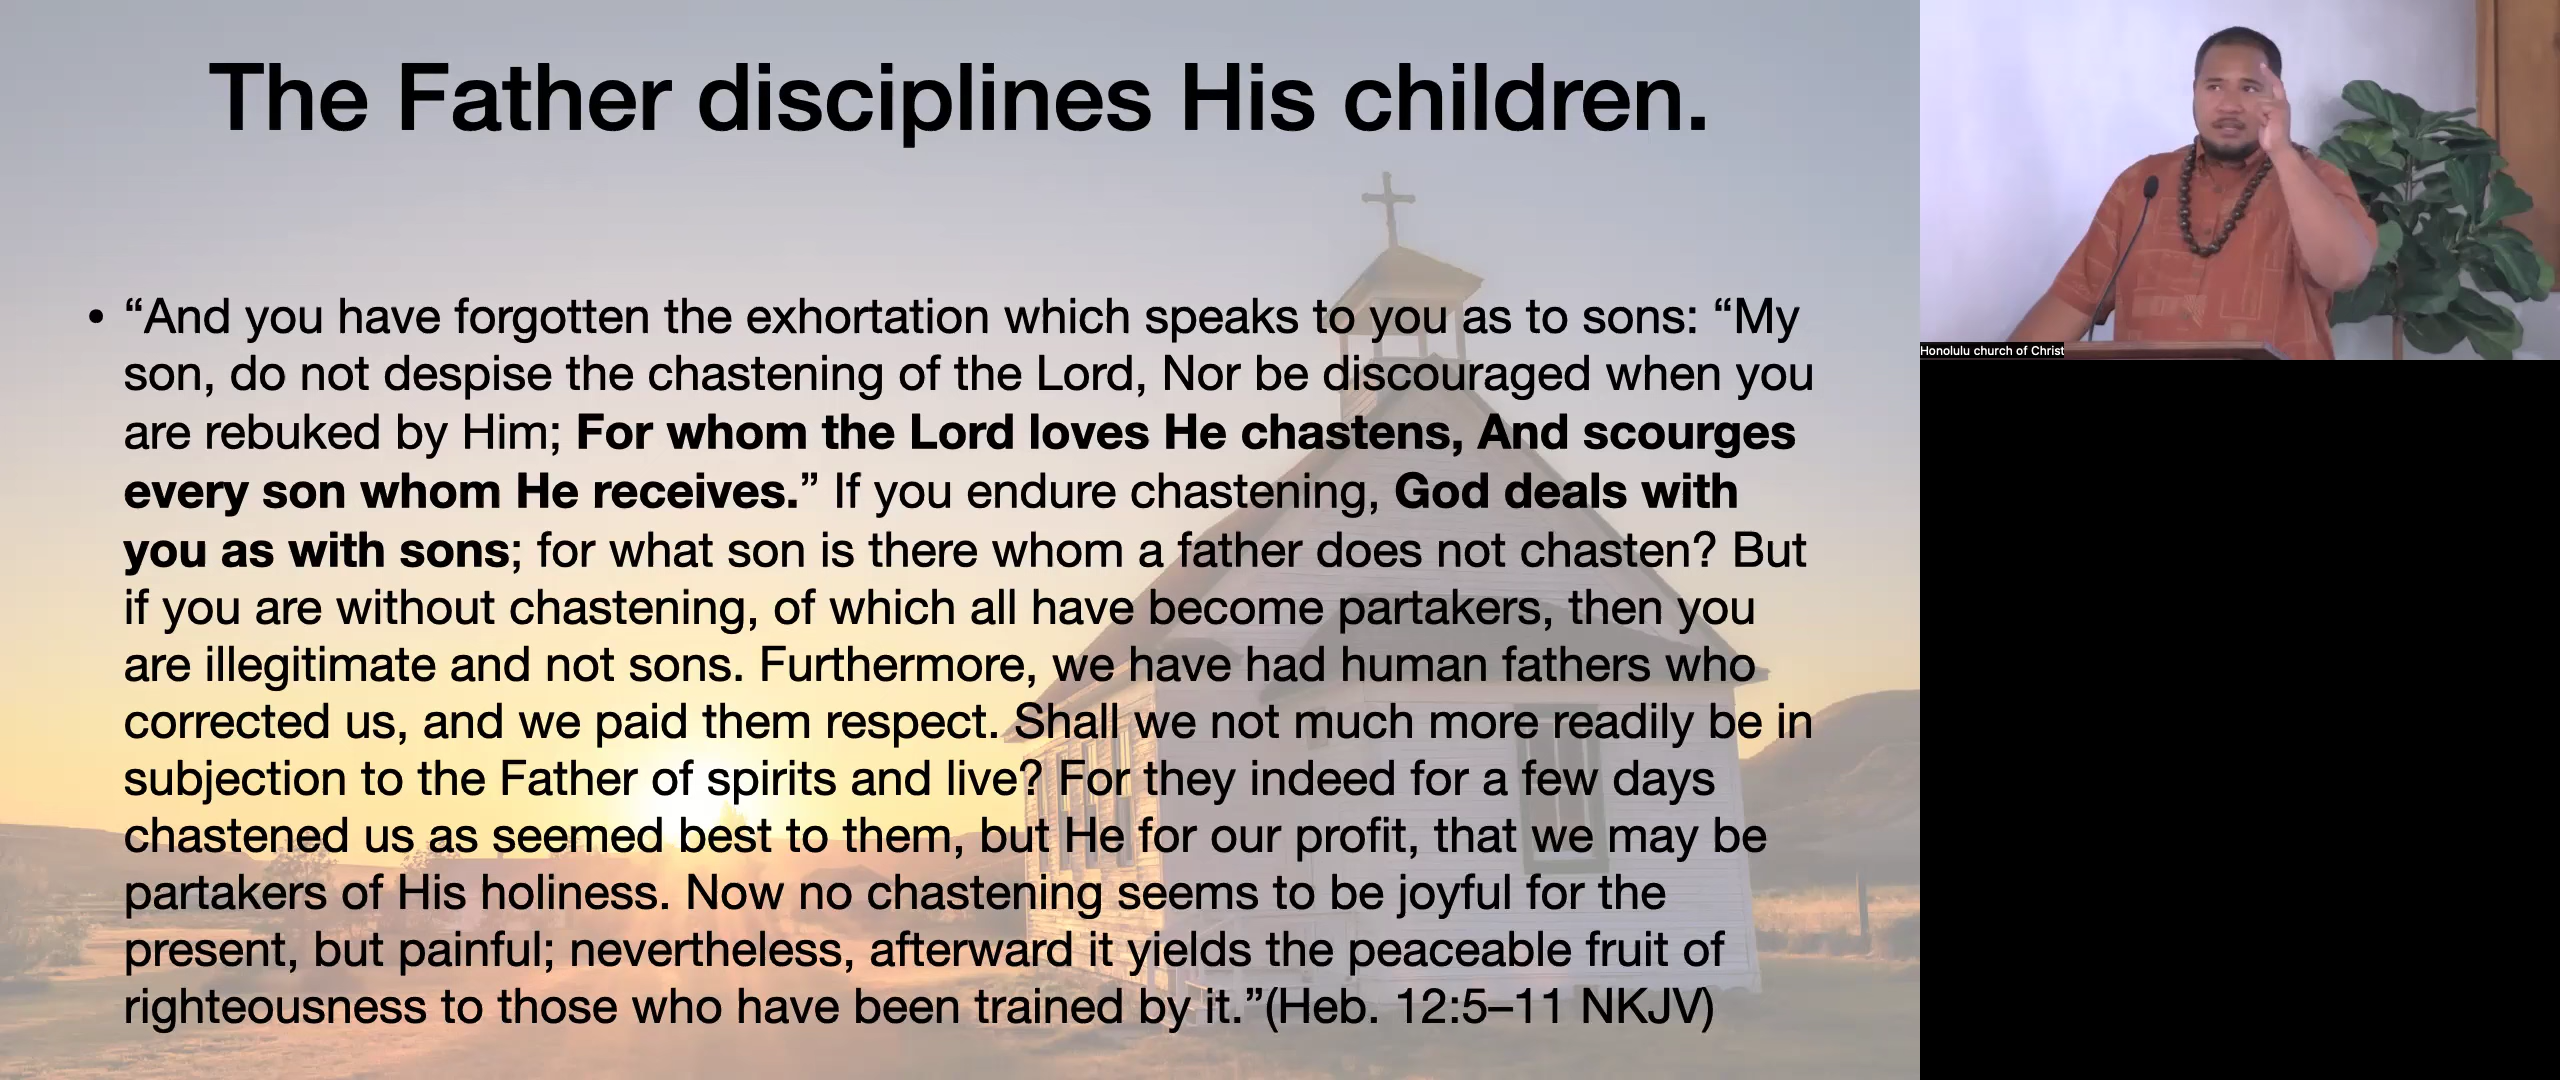 The Father disciplines His children.
• “And you have forgotten the exhortation which speaks to you as to sons: “My
son, do not despise the chastening of the Lord, Nor be discouraged when you
are rebuked by Him; For whom the Lord loves He chastens, And scourges
every son whom He receives.” If you endure chastening, God deals with
you as with sons; for what son is there whom a father does not chasten? But
if you are without chastening, of which all have become partakers, then you
are illegitimate and not sons. Furthermore, we have had human fathers who
corrected us, and we paid them respect. Shall we not much more readily be in
subjection to the Father of spirits and live? For they indeed for a few days
chastened us as seemed best to them, but He for our profit, that we may be
partakers of His holiness. Now no chastening seems to be joyful for the
present, but painful; nevertheless, afterward it yields the peaceable fruit of
righteousness to those who have been trained by it.”(Heb. 12:5–11 NKJV)
Honolulu church of Christ